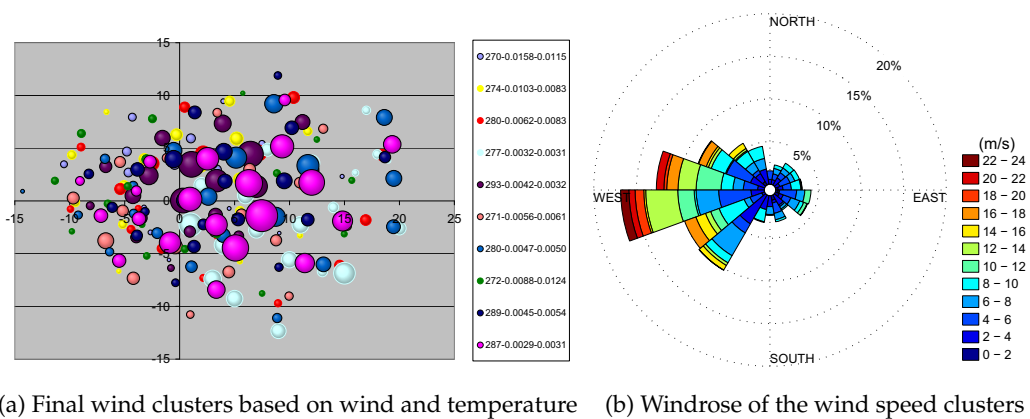 15
10
5
0
-5
-10
-15
-15
-10
-5
0
5
10
15
20
25
270-0.0158-0.0115
274-0.0103-0.0083
280-0.0062-0.0083
277-0.0032-0.0031
293-0.0042-0.0032
271-0.0056-0.0061
280-0.0047-0.0050
272-0.0088-0.0124
289-0.0045-0.0054
287-0.0029-0.0031
NORTH
20%
15%
10%
5%
WEST
EAST
SOUTH
(m/s)
22 − 24
20 − 22
18 − 20
16 − 18
14 − 16
12 − 14
10 − 12
8 − 10
6 − 8
4 − 6
2 − 4
0 − 2
(a) Final wind clusters based on wind and temperature
(b) Windrose of the wind speed clusters